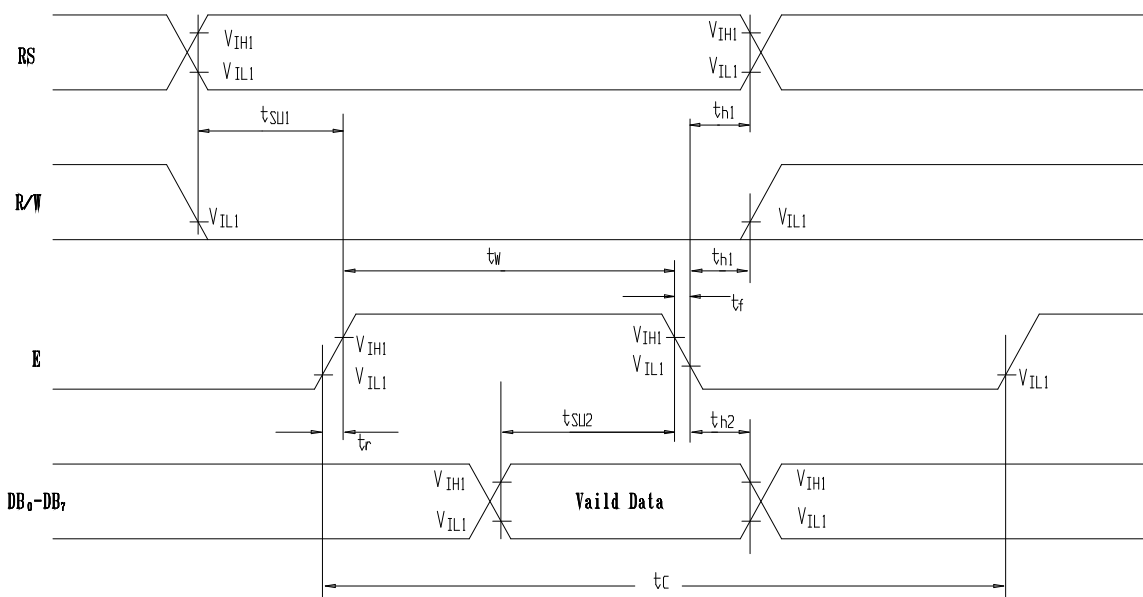 RS
VIH1
VIL1
VIH1
VIL1
tSU1
th1
R/W
VIL1
VIL1
tW
th1
tf
E
VIH1
VIL1
VIH1
VIL1
VIL1
tr
tSU2
th2
DB0-DB7
VIH1
VIL1
Vaild Data
VIH1
VIL1
tC